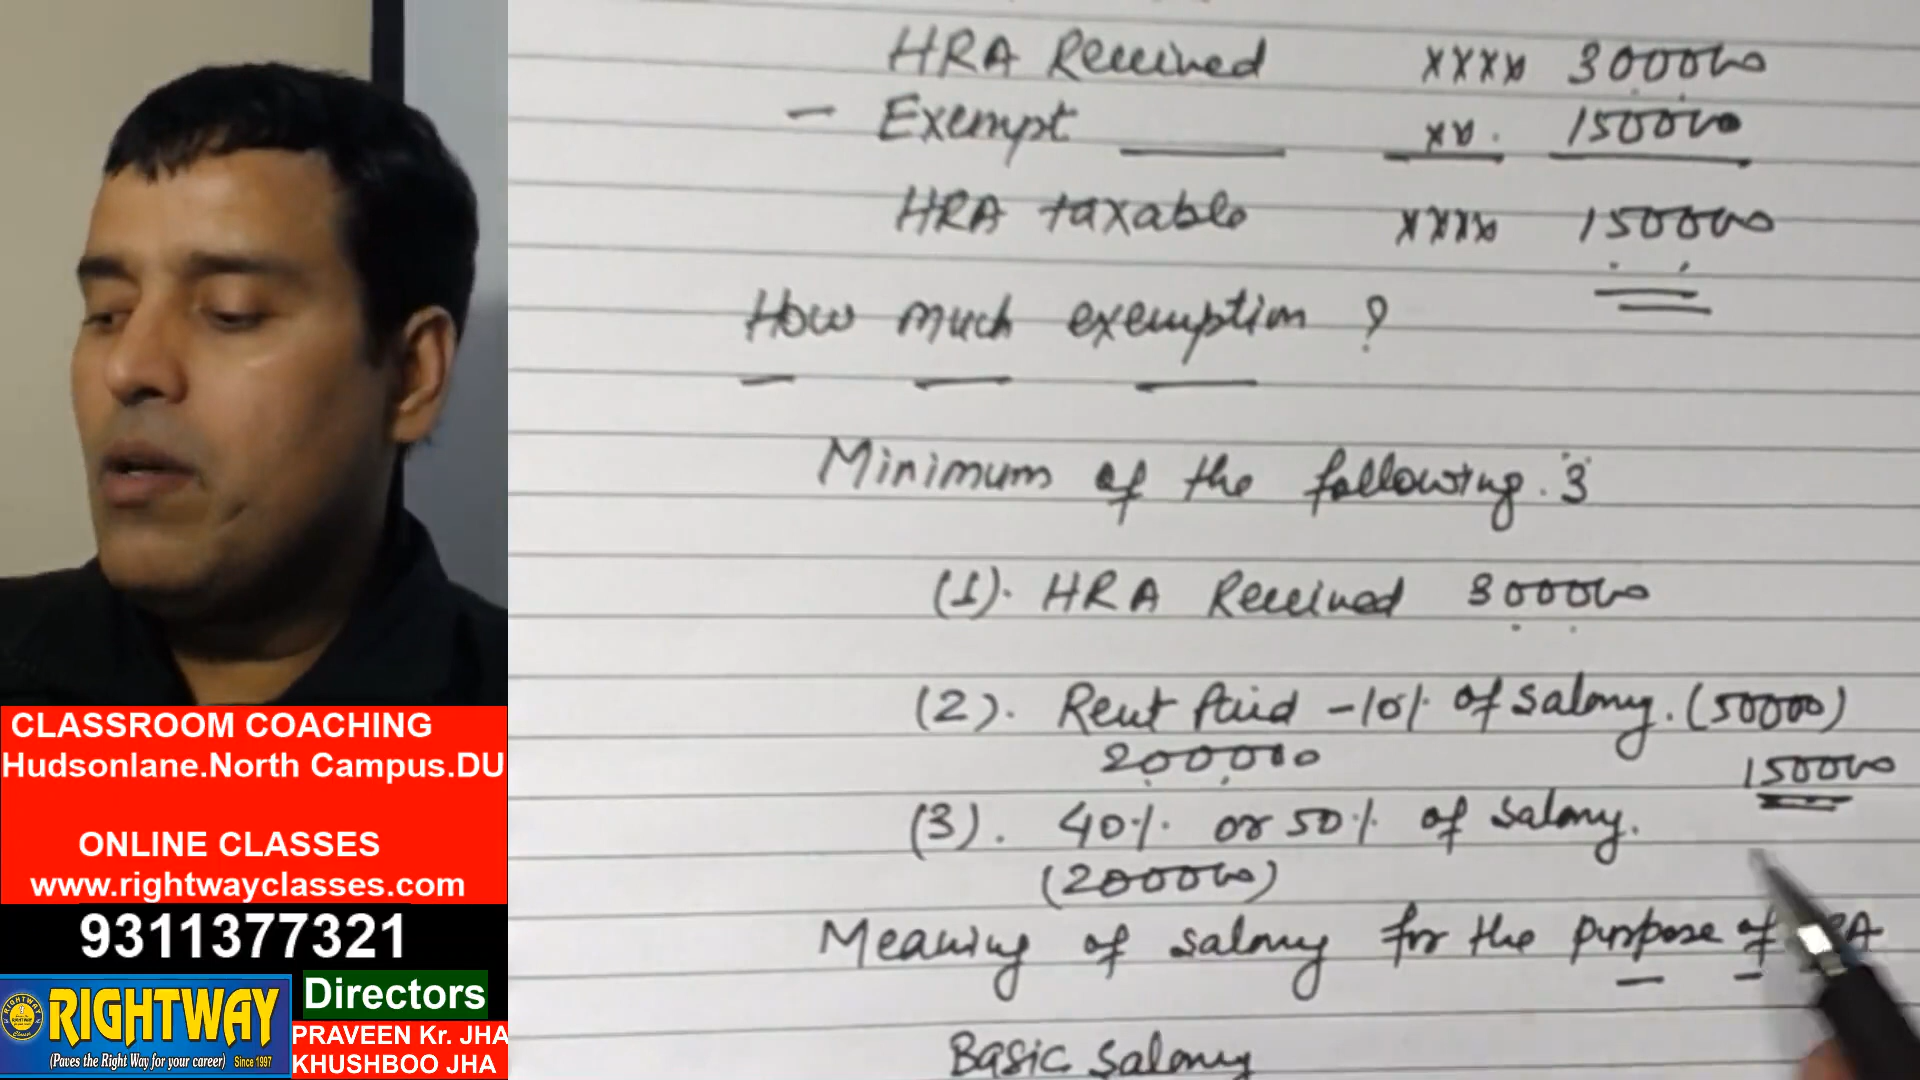 HRA Received xxxx 300000
- Exempt xx. 150000
HRA taxable xxxx 150000
How much exemption ?
Minimum of the following. 3
(1). HRA Received 300000
(2). Rent Paid -10% of salary. (50000)
200,000 150000
(3). 40% or 50% of salary.
(200000)
Meaning of salary for the purpose of HRA
Basic Salary
CLASSROOM COACHING
Hudsonlane.North Campus.DU
ONLINE CLASSES
www.rightwayclasses.com
9311377321
RIGHTWAY
(Paves the Right Way for your career) Since 1997
Directors
PRAVEEN Kr. JHA
KHUSHBOO JHA